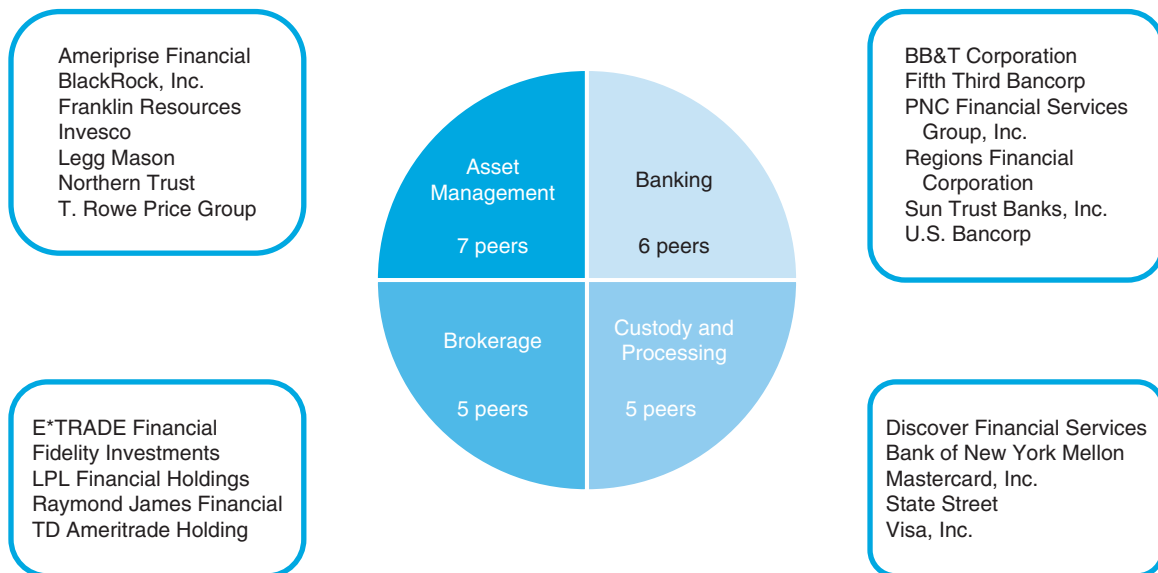 Ameriprise Financial
BlackRock, Inc.
Franklin Resources
Invesco
Legg Mason
Northern Trust
T. Rowe Price Group
Asset
Management
7 peers
Banking
6 peers
BB&T Corporation
Fifth Third Bancorp
PNC Financial Services
Group, Inc.
Regions Financial
Corporation
Sun Trust Banks, Inc.
U.S. Bancorp
E*TRADE Financial
Fidelity Investments
LPL Financial Holdings
Raymond James Financial
TD Ameritrade Holding
Brokerage
5 peers
Custody and
Processing
5 peers
Discover Financial Services
Bank of New York Mellon
Mastercard, Inc.
State Street
Visa, Inc.